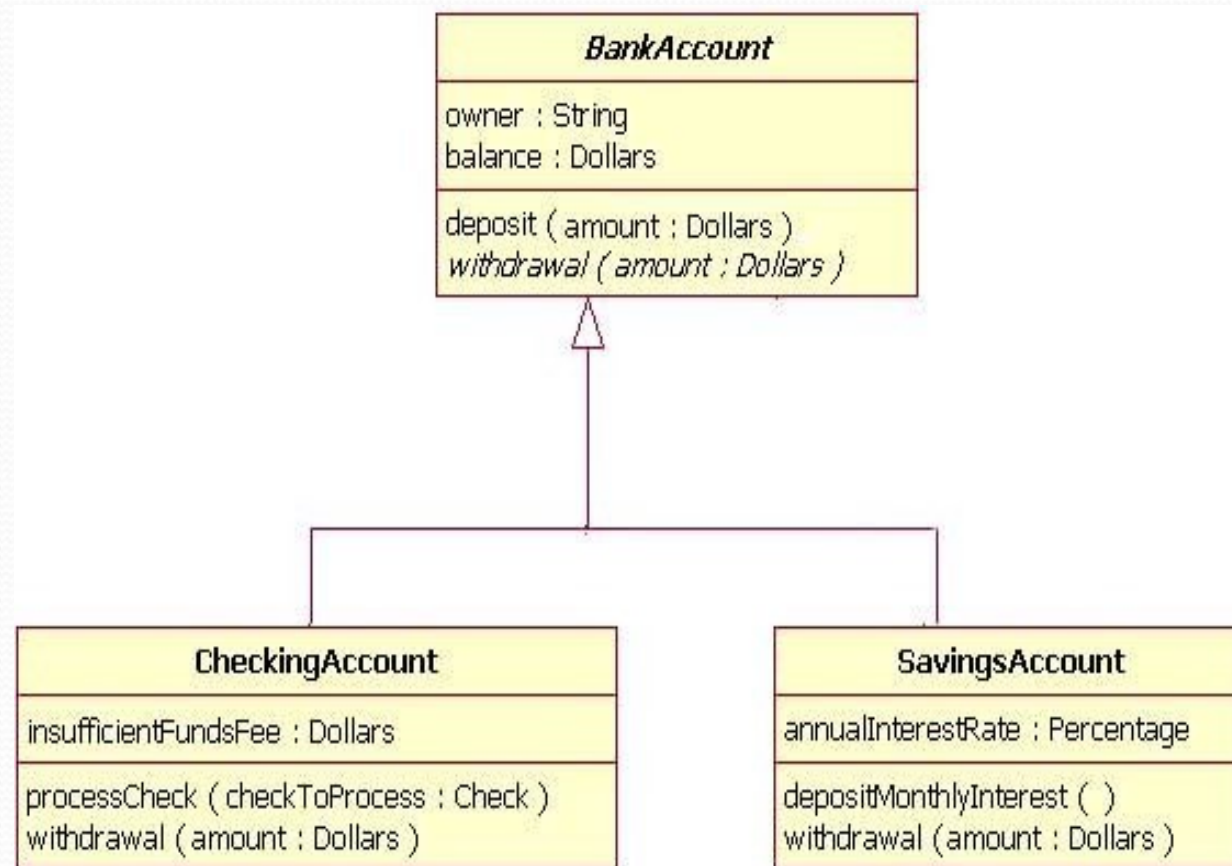 BankAccount
owner : String
balance : Dollars
deposit ( amount : Dollars )
withdrawal ( amount : Dollars )
CheckingAccount
insufficientFundsFee : Dollars
processCheck ( checkToProcess : Check )
withdrawal ( amount : Dollars )
SavingsAccount
annualInterestRate : Percentage
depositMonthlyInterest ( )
withdrawal ( amount : Dollars )